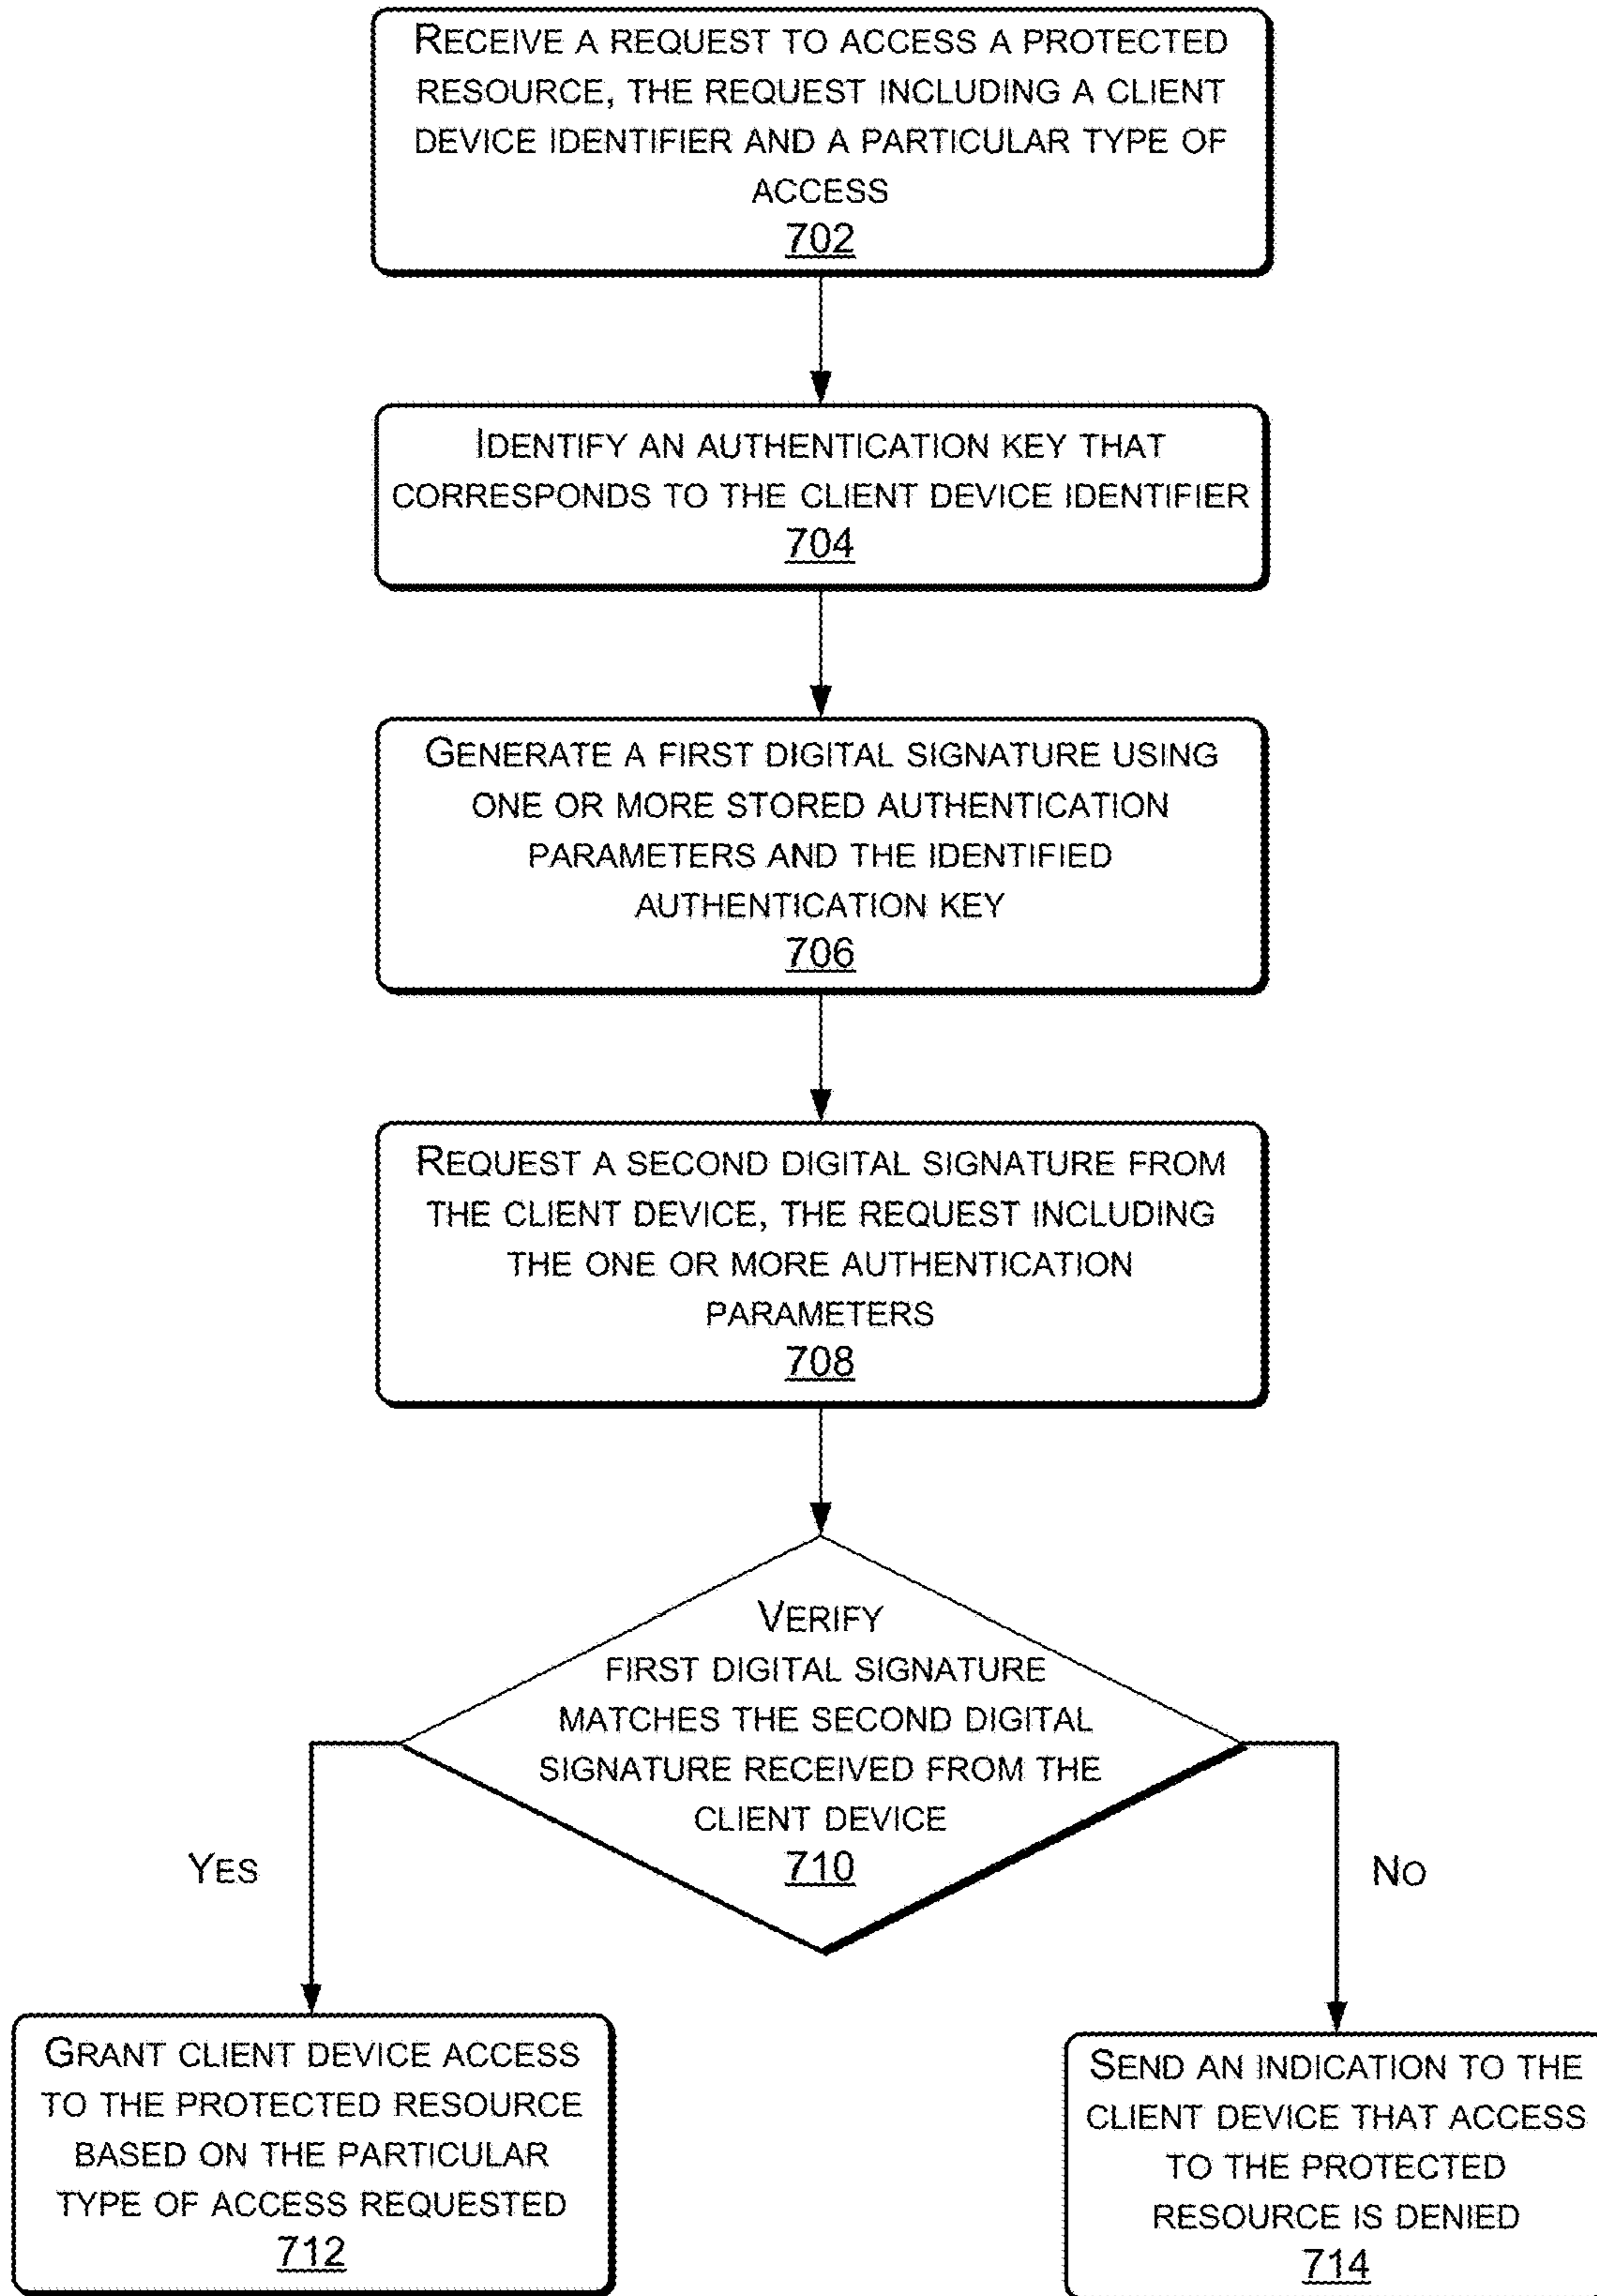 RECEIVE A REQUEST TO ACCESS A PROTECTED
RESOURCE, THE REQUEST INCLUDING A CLIENT
DEVICE IDENTIFIER AND A PARTICULAR TYPE OF
ACCESS
702
IDENTIFY AN AUTHENTICATION KEY THAT
CORRESPONDS TO THE CLIENT DEVICE IDENTIFIER
704
GENERATE A FIRST DIGITAL SIGNATURE USING
ONE OR MORE STORED AUTHENTICATION
PARAMETERS AND THE IDENTIFIED
AUTHENTICATION KEY
706
REQUEST A SECOND DIGITAL SIGNATURE FROM
THE CLIENT DEVICE, THE REQUEST INCLUDING
THE ONE OR MORE AUTHENTICATION
PARAMETERS
708
VERIFY
FIRST DIGITAL SIGNATURE
MATCHES THE SECOND DIGITAL
SIGNATURE RECEIVED FROM THE
CLIENT DEVICE
710
YES
NO
GRANT CLIENT DEVICE ACCESS
TO THE PROTECTED RESOURCE
BASED ON THE PARTICULAR
TYPE OF ACCESS REQUESTED
712
SEND AN INDICATION TO THE
CLIENT DEVICE THAT ACCESS
TO THE PROTECTED
RESOURCE IS DENIED
714